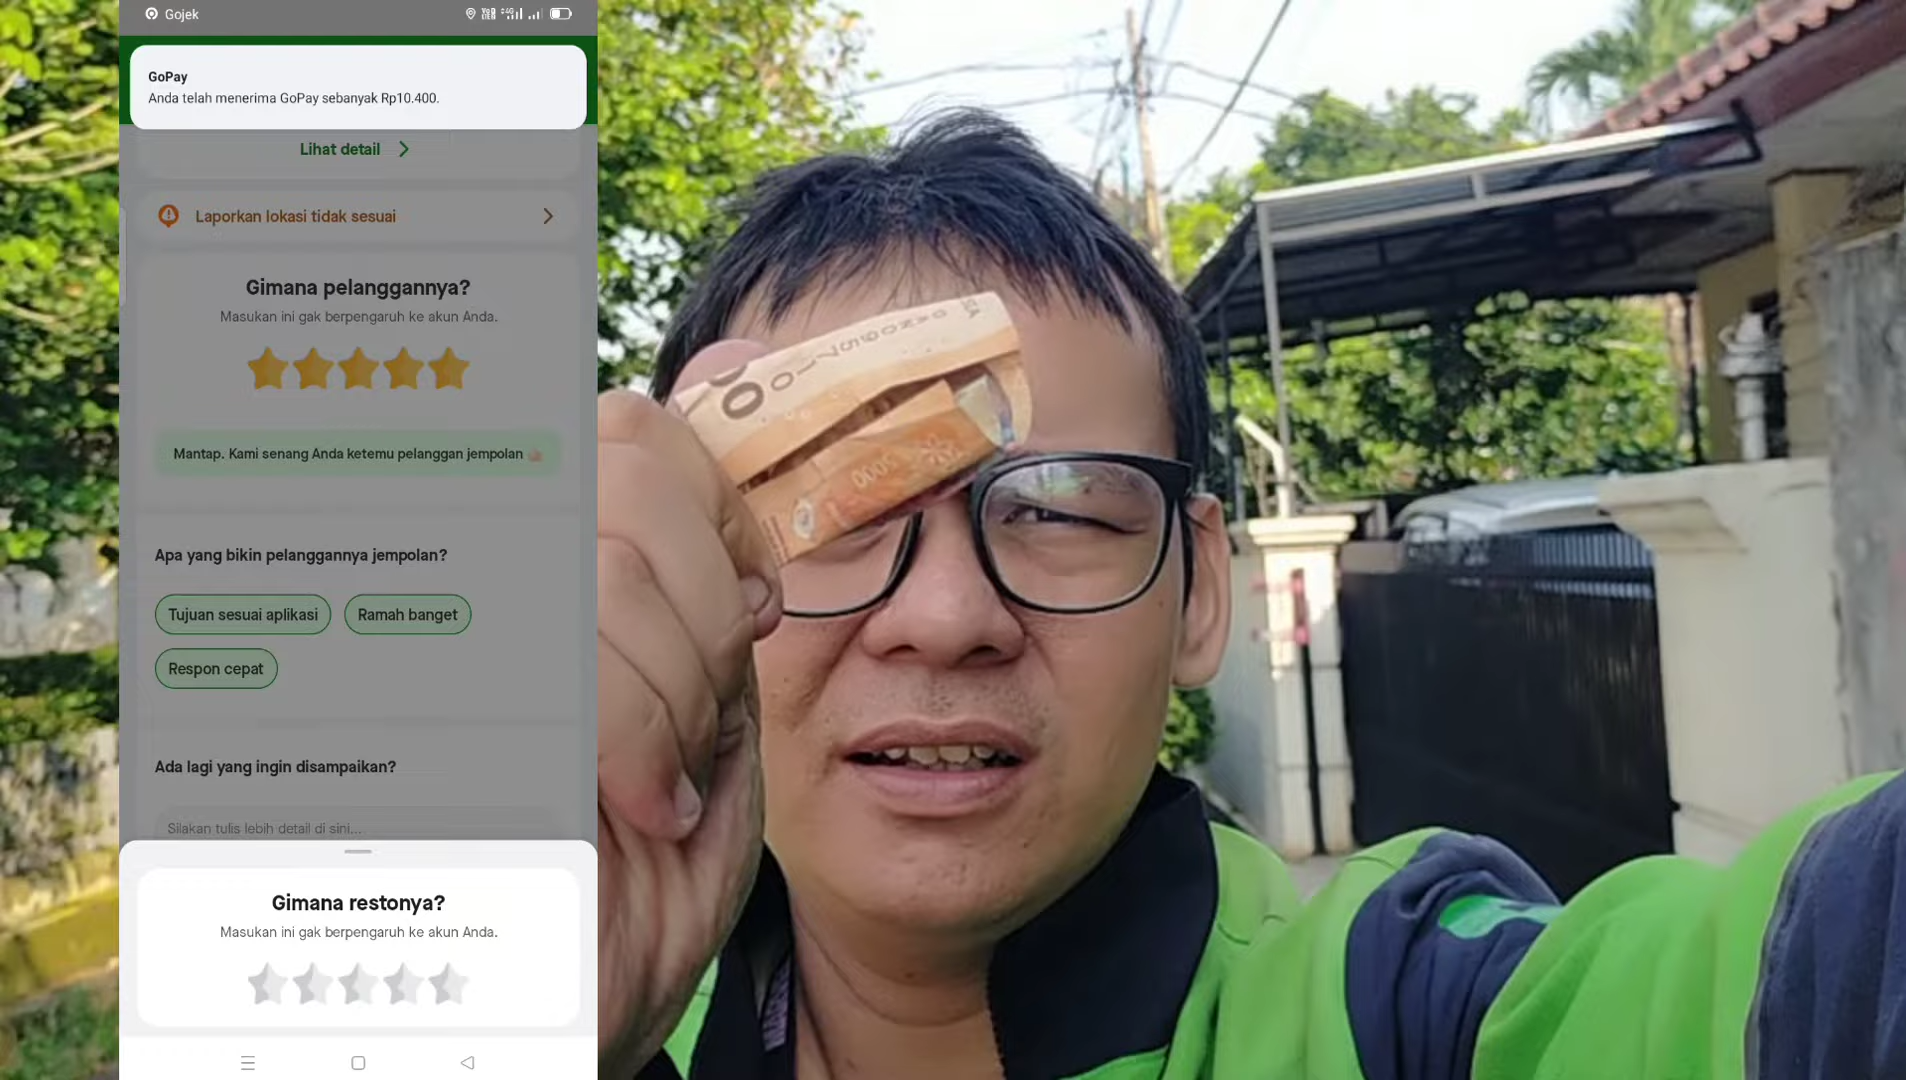 Gojek
GoPay
Anda telah menerima GoPay sebanyak Rp10.400.
Lihat detail
Laporkan lokasi tidak sesuai
Gimana pelanggannya?
Masukan ini gak berpengaruh ke akun Anda.
Mantap. Kami senang Anda ketemu pelanggan jempolan
Apa yang bikin pelanggannya jempolan?
Tujuan sesuai aplikasi
Ramah banget
Respon cepat
Ada lagi yang ingin disampaikan?
Silakan tulis lebih detail di sini...
Gimana restonya?
Masukan ini gak berpengaruh ke akun Anda.
5000